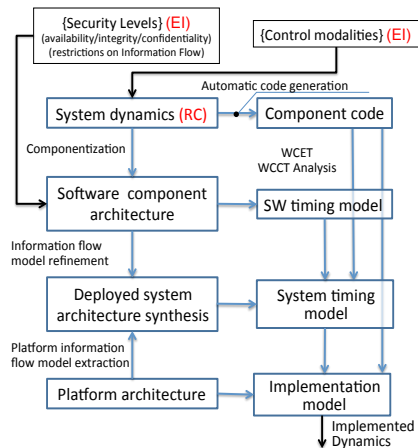 {Security Levels} (EI)
(availability/integrity/confidentiality)
(restrictions on Information Flow)
{Control modalities} (EI)
Automatic code generation
System dynamics (RC)
Component code
Componentization
WCET
WCCT Analysis
Software component
architecture
SW timing model
Information flow
model refinement
Deployed system
architecture synthesis
System timing
model
Platform information
flow model extraction
Platform architecture
Implementation
model
Implemented
Dynamics